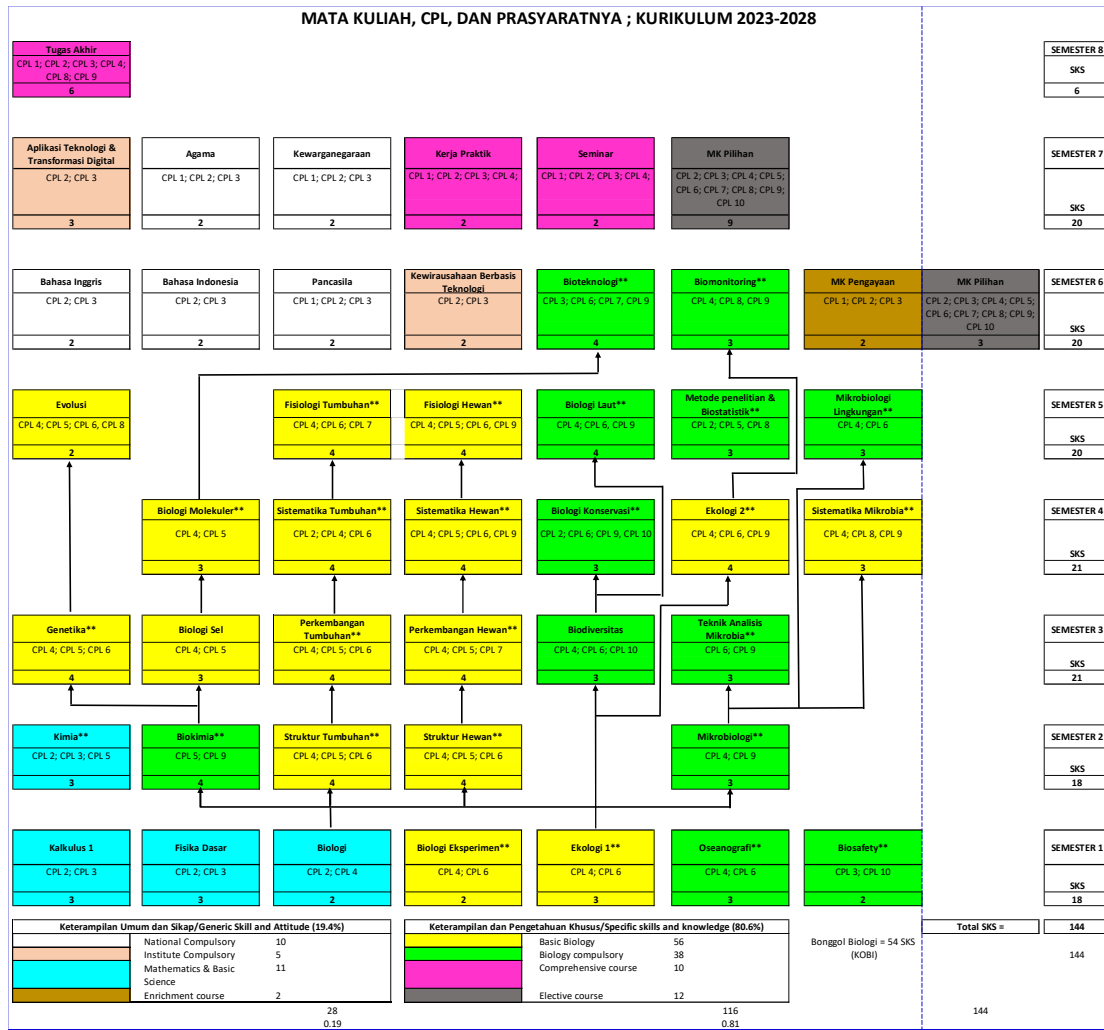 MATA KULIAH, CPL, DAN PRASYARATNYA ; KURIKULUM 2023-2028
Tugas Akhir
CPL 1; CPL 2; CPL 3; CPL 4;
CPL 8; CPL 9
6
SEMESTER 8
SKS
6
Aplikasi Teknologi &
Transformasi Digital
CPL 2; CPL 3
3
Agama
CPL 1; CPL 2; CPL 3
2
Kewarganegaraan
CPL 1; CPL 2; CPL 3
2
Kerja Praktik
CPL 1; CPL 2; CPL 3; CPL 4;
2
Seminar
CPL 1; CPL 2; CPL 3; CPL 4;
2
MK Pilihan
CPL 2; CPL 3; CPL 4; CPL 5;
CPL 6; CPL 7; CPL 8; CPL 9;
CPL 10
9
SEMESTER 7
SKS
20
Bahasa Inggris
CPL 2; CPL 3
2
Bahasa Indonesia
CPL 2; CPL 3
2
Pancasila
CPL 1; CPL 2; CPL 3
2
Kewirausahaan Berbasis
Teknologi
CPL 2; CPL 3
2
Bioteknologi**
CPL 3; CPL 6; CPL 7, CPL 9
4
Biomonitoring**
CPL 4; CPL 8, CPL 9
3
MK Pengayaan
CPL 1; CPL 2; CPL 3
2
MK Pilihan
CPL 2; CPL 3; CPL 4; CPL 5;
CPL 6; CPL 7; CPL 8; CPL 9;
CPL 10
3
SEMESTER 6
SKS
20
Evolusi
CPL 4; CPL 5; CPL 6, CPL 8
2
Fisiologi Tumbuhan**
CPL 4; CPL 6; CPL 7
4
Fisiologi Hewan**
CPL 4; CPL 5; CPL 6, CPL 9
4
Biologi Laut**
CPL 4; CPL 6, CPL 9
4
Metode penelitian &
Biostatistik**
CPL 2; CPL 5, CPL 8
3
Mikrobiologi
Lingkungan**
CPL 4; CPL 6
3
SEMESTER 5
SKS
20
Biologi Molekuler**
CPL 4; CPL 5
3
Sistematika Tumbuhan**
CPL 2; CPL 4; CPL 6
4
Sistematika Hewan**
CPL 4; CPL 5; CPL 6, CPL 9
4
Biologi Konservasi**
CPL 2; CPL 6; CPL 9, CPL 10
3
Ekologi 2**
CPL 4; CPL 6, CPL 9
4
Sistematika Mikrobia**
CPL 4; CPL 8, CPL 9
3
SEMESTER 4
SKS
21
Genetika**
CPL 4; CPL 5; CPL 6
4
Biologi Sel
CPL 4; CPL 5
3
Perkembangan
Tumbuhan**
CPL 4; CPL 5; CPL 6
4
Perkembangan Hewan**
CPL 4; CPL 5; CPL 7
4
Biodiversitas
CPL 4; CPL 6; CPL 10
3
Teknik Analisis
Mikrobia**
CPL 6; CPL 9
3
SEMESTER 3
SKS
21
Kimia**
CPL 2; CPL 3; CPL 5
3
Biokimia**
CPL 5; CPL 9
4
Struktur Tumbuhan**
CPL 4; CPL 5; CPL 6
4
Struktur Hewan**
CPL 4; CPL 5; CPL 6
4
Mikrobiologi**
CPL 4; CPL 9
3
SEMESTER 2
SKS
18
Kalkulus 1
CPL 2; CPL 3
3
Fisika Dasar
CPL 2; CPL 3
3
Biologi
CPL 2; CPL 4
2
Biologi Eksperimen**
CPL 4; CPL 6
2
Ekologi 1**
CPL 4; CPL 6
3
Oseanografi**
CPL 4; CPL 6
3
Biosafety**
CPL 3; CPL 10
2
SEMESTER 1
SKS
18
Keterampilan Umum dan Sikap/Generic Skill and Attitude (19.4%)
National Compulsory 10
Institute Compulsory 5
Mathematics & Basic 11
Science
Enrichment course 2
28
0.19
Keterampilan dan Pengetahuan Khusus/Specific skills and knowledge (80.6%)
Basic Biology 56
Biology compulsory 38
Comprehensive course 10
Elective course 12
116
0.81
Bonggol Biologi = 54 SKS
(KOBI)
Total SKS = 144
144
144